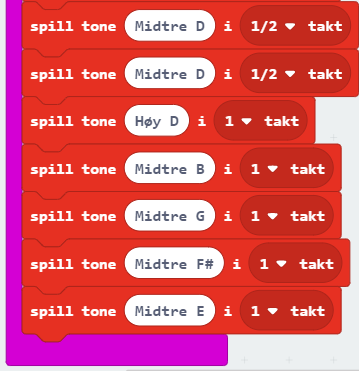 spill tone Midtre D i 1/2 takt
spill tone Midtre D i 1/2 takt
spill tone Høy D i 1 takt
spill tone Midtre B i 1 takt
spill tone Midtre G i 1 takt
spill tone Midtre F# i 1 takt
spill tone Midtre E i 1 takt